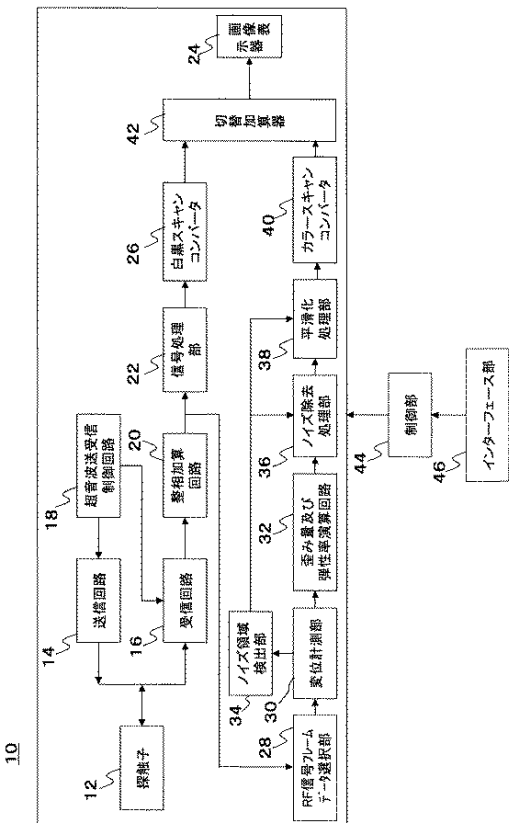 10
12
探触子
14
送信回路
16
受信回路
18
超音波送受信
制御回路
20
整相加算
回路
22
信号処理
部
26
白黒スキャン
コンバータ
42
切替加算器
24
画像表
示器
28
RF信号フレーム
データ選択部
30
変位計測部
34
ノイズ領域
検出部
32
歪み量及び
弾性率演算回路
36
ノイズ除去
処理部
38
平滑化
処理部
40
カラースキャン
コンバータ
44
制御部
46
インターフェース部